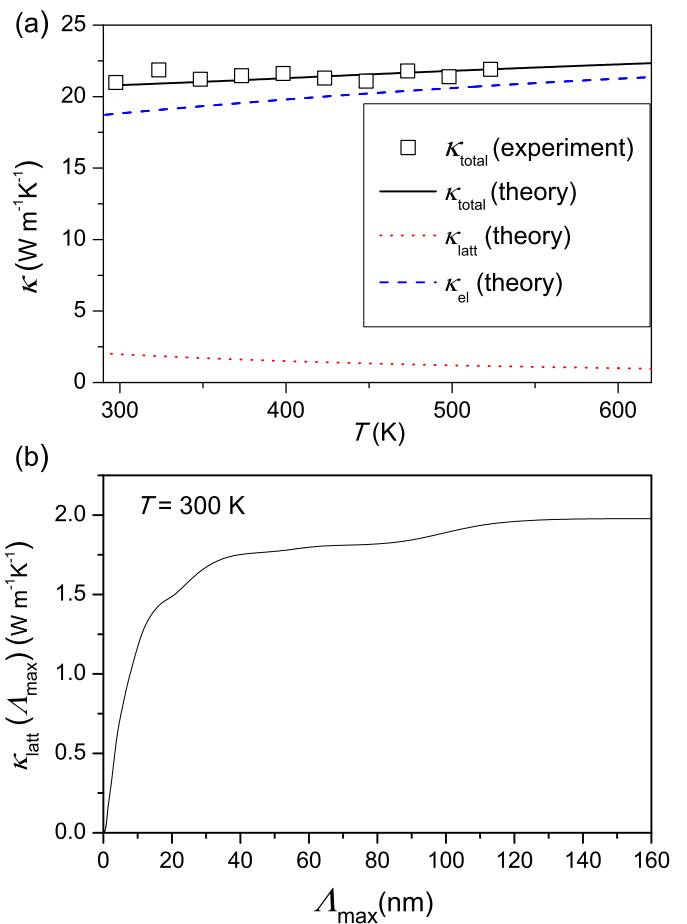 (a)
25
20
15
10
5
0
κ (W m⁻¹K⁻¹)
κtotal (experiment)
κtotal (theory)
κlatt (theory)
κel (theory)
300 400 500 600
T (K)
(b)
T = 300 K
2.0
1.5
1.0
0.5
0.0
κlatt (Λmax) (W m⁻¹K⁻¹)
0 20 40 60 80 100 120 140 160
Λmax(nm)